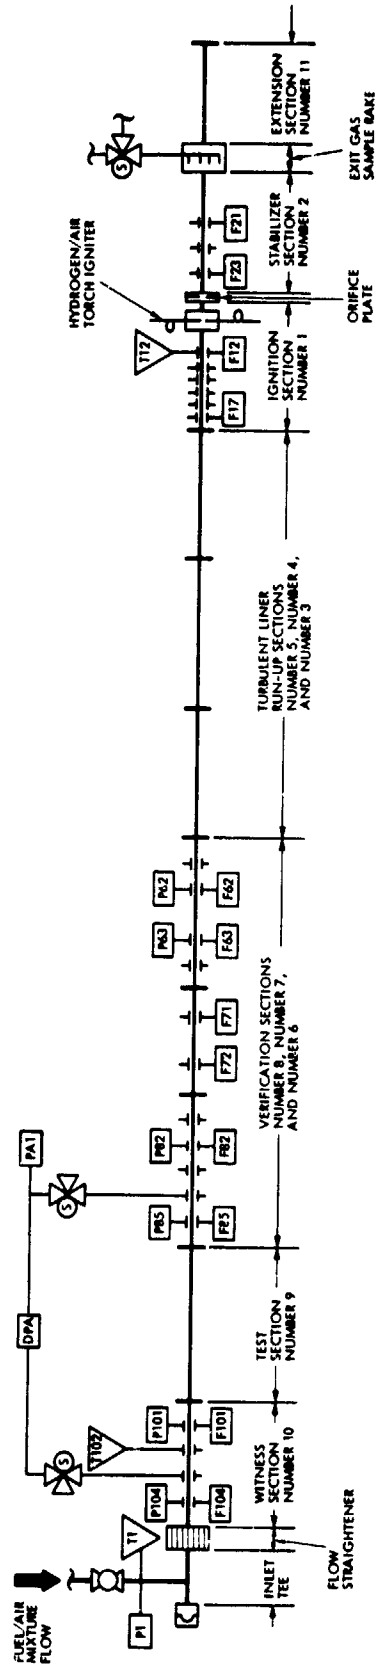 FUEL/AIR
MIXTURE
FLOW
P1
T1
INLET
TEE
FLOW
STRAIGHTENER
P104
F104
T102
P101
F101
WITNESS
SECTION
NUMBER 10
DPA
PA1
S
S
TEST
SECTION
NUMBER 9
P85
F85
P82
F82
F72
F71
P63
F63
P62
F62
VERIFICATION SECTIONS
NUMBER 8, NUMBER 7,
AND NUMBER 6
TURBULENT LINER
RUN-UP SECTIONS
NUMBER 5, NUMBER 4,
AND NUMBER 3
F17
T12
F12
HYDROGEN/AIR
TORCH IGNITER
IGNITION
SECTION
NUMBER 1
ORIFICE
PLATE
F23
F21
STABILIZER
SECTION
NUMBER 2
S
EXIT GAS
SAMPLE RAKE
EXTENSION
SECTION
NUMBER 11